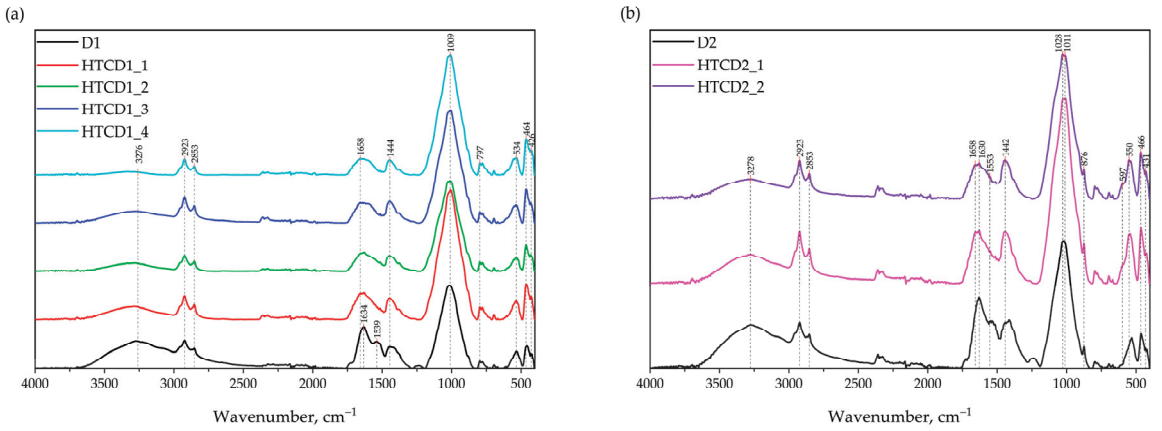 (a)
D1
HTCD1_1
HTCD1_2
HTCD1_3
HTCD1_4
3276
2923
2853
1658
1634
1539
1444
1009
797
534
464
426
4000 3500 3000 2500 2000 1500 1000 500
Wavenumber, cm⁻¹
(b)
D2
HTCD2_1
HTCD2_2
3278
2923
2853
1658
1630
1553
1442
1028
1011
876
597
550
466
431
4000 3500 3000 2500 2000 1500 1000 500
Wavenumber, cm⁻¹